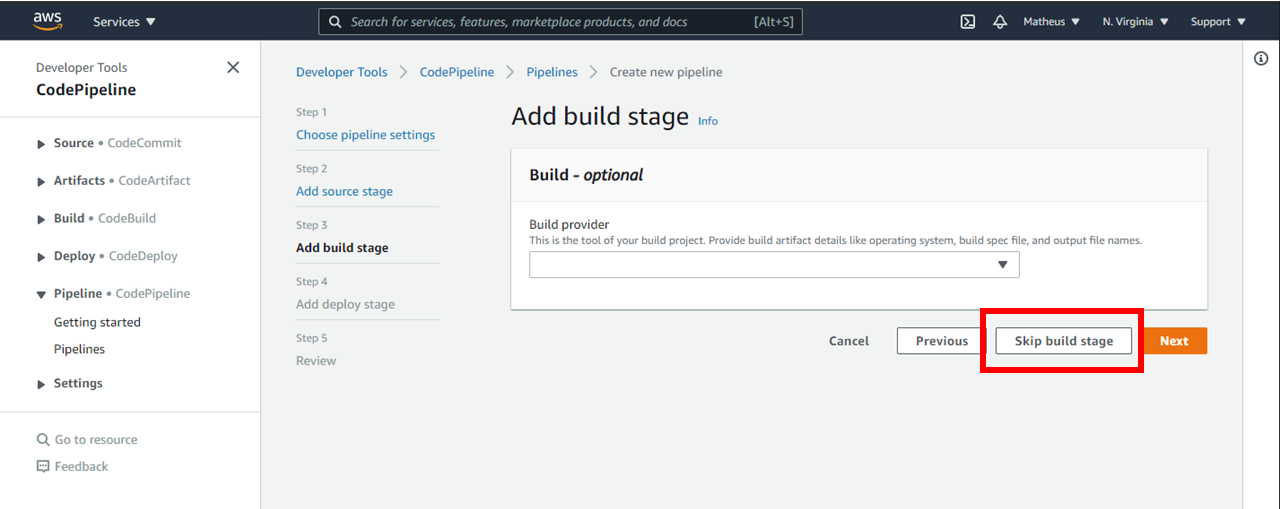 aws Services Search for services, features, marketplace products, and docs [Alt+S] Matheus N. Virginia Support
Developer Tools
CodePipeline
Source • CodeCommit
Artifacts • CodeArtifact
Build • CodeBuild
Deploy • CodeDeploy
Pipeline • CodePipeline
Getting started
Pipelines
Settings
Go to resource
Feedback
Developer Tools > CodePipeline > Pipelines > Create new pipeline
Step 1
Choose pipeline settings
Step 2
Add source stage
Step 3
Add build stage
Step 4
Add deploy stage
Step 5
Review
Add build stage Info
Build - optional
Build provider
This is the tool of your build project. Provide build artifact details like operating system, build spec file, and output file names.
Cancel Previous Skip build stage Next